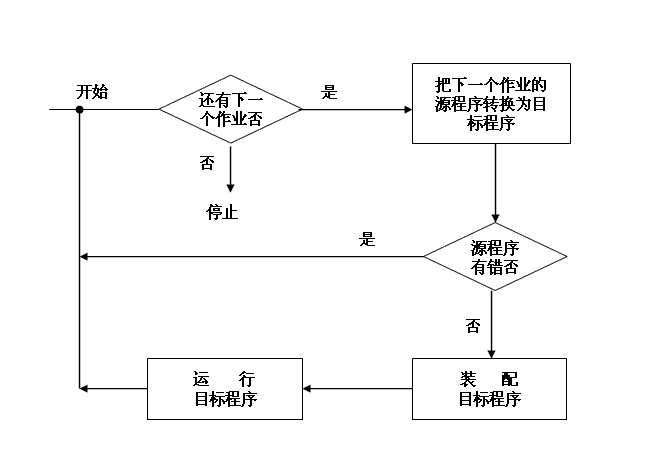 开始
还有下一
个作业否
是
把下一个作业的
源程序转换为目
标程序
否
停止
是
源程序
有错否
否
运 行
目标程序
装 配
目标程序